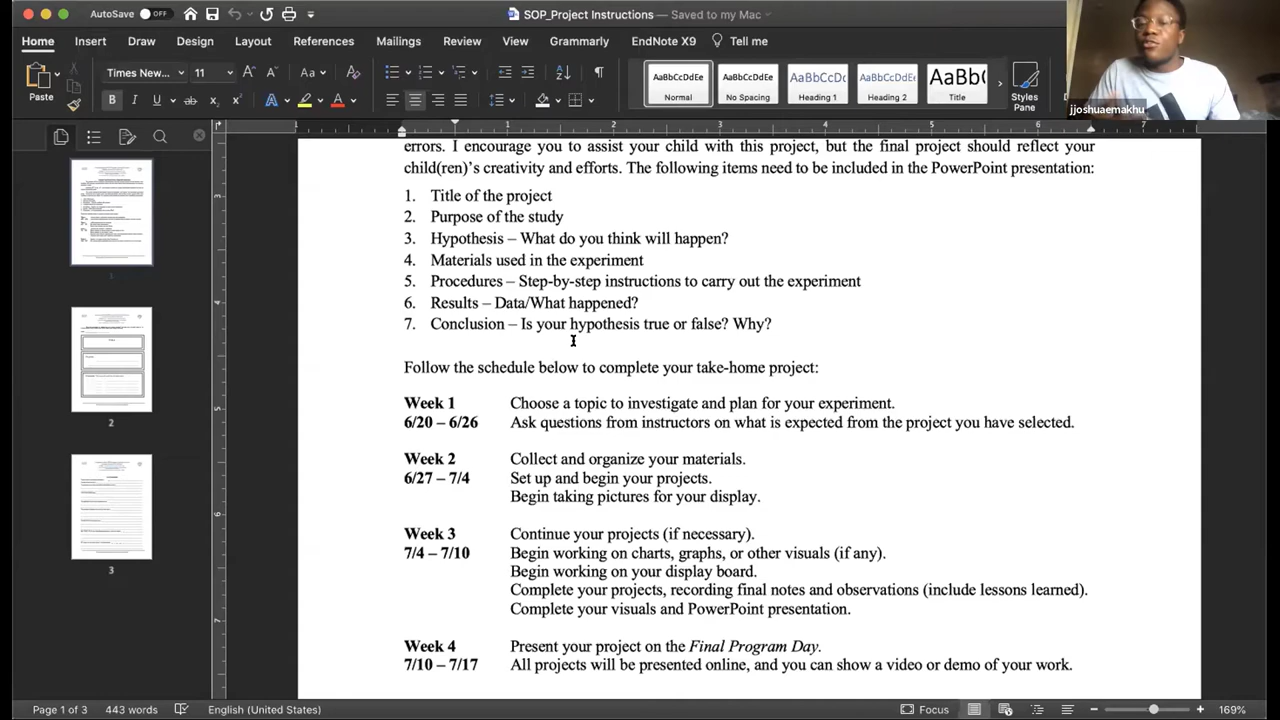 AutoSave OFF
SOP_Project Instructions — Saved to my Mac
Home Insert Draw Design Layout References Mailings Review View Grammarly EndNote X9 Tell me
Paste
Times New... 11
AaBbCcDdEe AaBbCcDdEe AaBbCcDc AaBbCcDdEe AaBb(
Normal No Spacing Heading 1 Heading 2 Title
Styles
Pane
jjoshuaemakhu
errors. I encourage you to assist your child with this project, but the final project should reflect your
child(ren)'s creativity and efforts. The following items need to be included in the PowerPoint presentation:
1. Title of the project
2. Purpose of the study
3. Hypothesis – What do you think will happen?
4. Materials used in the experiment
5. Procedures – Step-by-step instructions to carry out the experiment
6. Results – Data/What happened?
7. Conclusion – Is your hypothesis true or false? Why?
Follow the schedule below to complete your take-home project:
Week 1 Choose a topic to investigate and plan for your experiment.
6/20 – 6/26 Ask questions from instructors on what is expected from the project you have selected.
Week 2 Collect and organize your materials.
6/27 – 7/4 Set up and begin your projects.
Begin taking pictures for your display.
Week 3 Continue your projects (if necessary).
7/4 – 7/10 Begin working on charts, graphs, or other visuals (if any).
Begin working on your display board.
Complete your projects, recording final notes and observations (include lessons learned).
Complete your visuals and PowerPoint presentation.
Week 4 Present your project on the Final Program Day.
7/10 – 7/17 All projects will be presented online, and you can show a video or demo of your work.
1
2
3
Page 1 of 3 443 words English (United States) Focus 169%